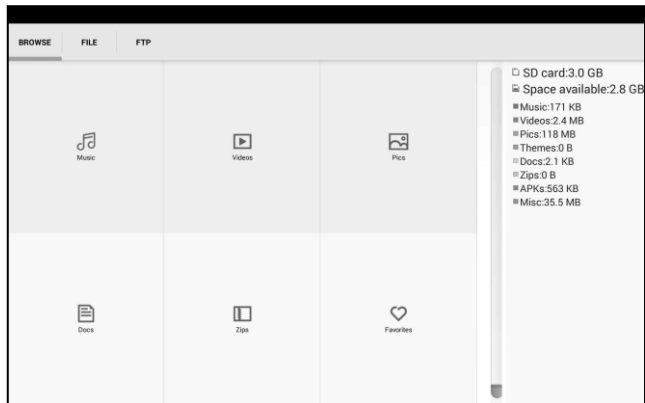 BROWSE FILE FTP
Music Videos Pics
Docs Zips Favorites
SD card:3.0 GB
Space available:2.8 GB
Music:171 KB
Videos:2.4 MB
Pics:118 MB
Themes:0 B
Docs:2.1 KB
Zips:0 B
APKs:563 KB
Misc:35.5 MB